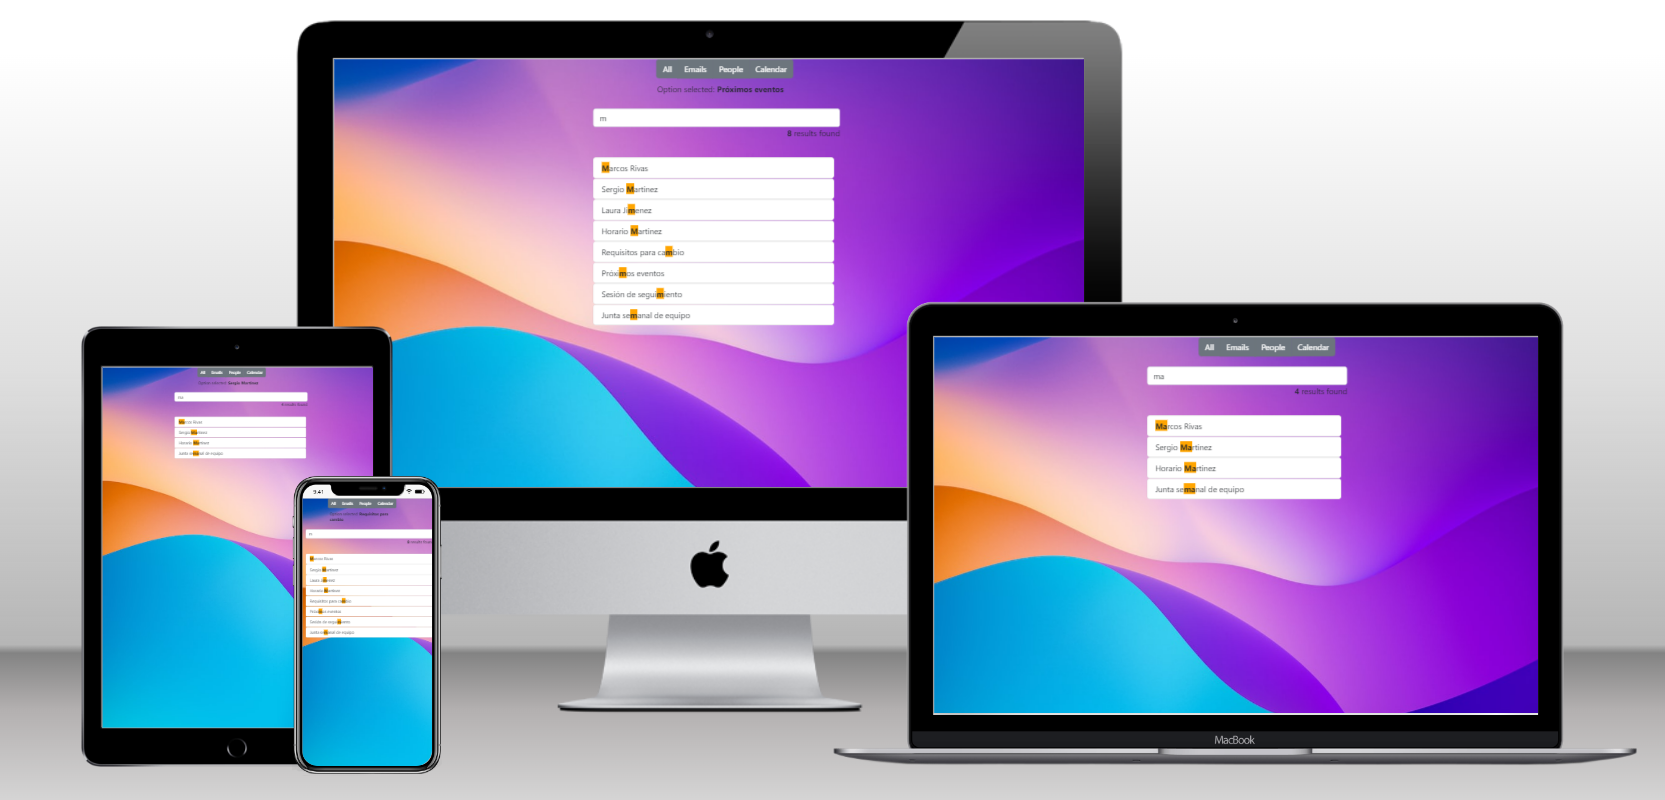 All Emails People Calendar
Option selected: Próximos eventos
m
8 results found
Marcos Rivas
Sergio Martinez
Laura Jimenez
Horario Martinez
Requisitos para cambio
Próximos eventos
Sesión de seguimiento
Junta semanal de equipo
All Emails People Calendar
ma
4 results found
Marcos Rivas
Sergio Martinez
Horario Martinez
Junta semanal de equipo
MacBook
All Emails People Calendar
Option selected: Sergio Martinez
ma
4 results found
Marcos Rivas
Sergio Martinez
Horario Martinez
Junta semanal de equipo
9:41
All Emails People Calendar
Option selected: Requisitos para
cambio
m
8 results found
Marcos Rivas
Sergio Martinez
Laura Jimenez
Horario Martinez
Requisitos para cambio
Próximos eventos
Sesión de seguimiento
Junta semanal de equipo